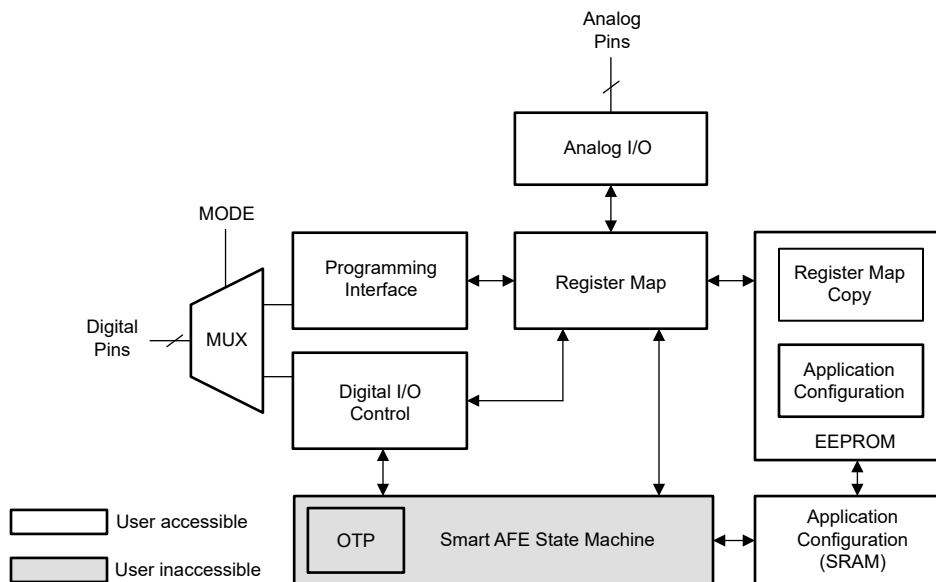 Analog
Pins
Analog I/O
MODE
Programming
Interface
Register Map
Register Map
Copy
Digital
Pins
MUX
Application
Configuration
Digital I/O
Control
EEPROM
User accessible
OTP
Smart AFE State Machine
Application
Configuration
(SRAM)
User inaccessible